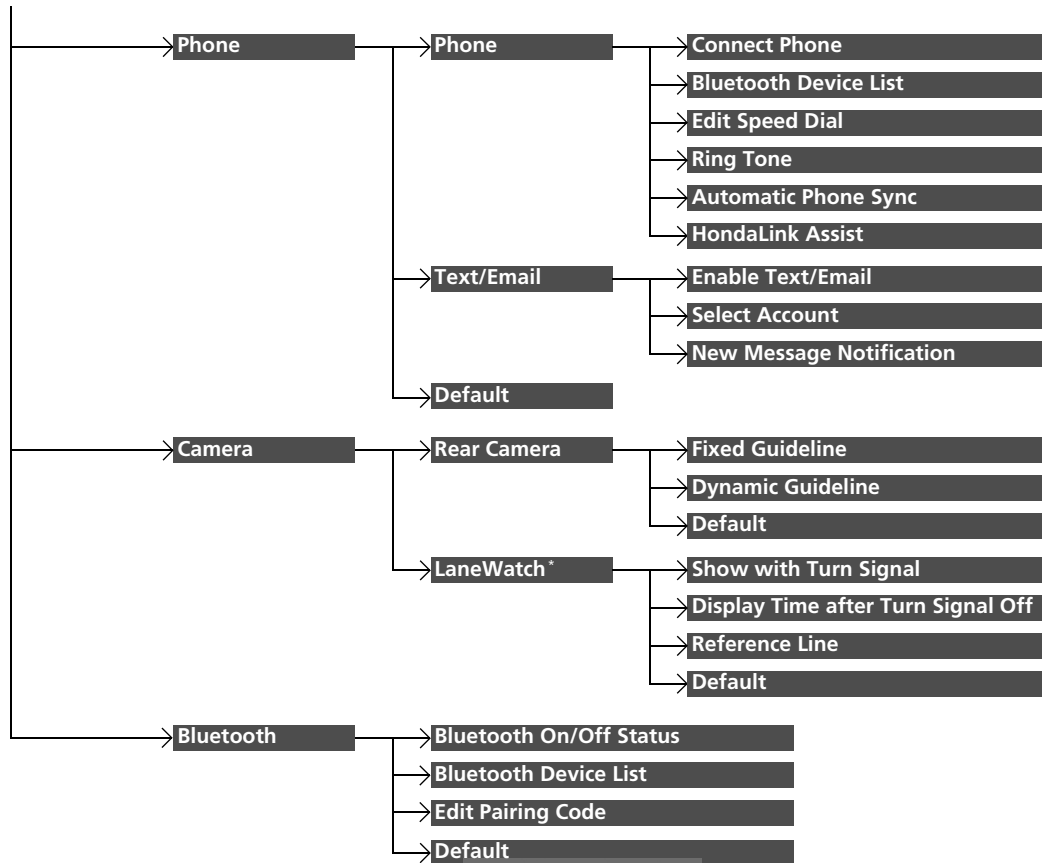 Phone
Phone
Connect Phone
Bluetooth Device List
Edit Speed Dial
Ring Tone
Automatic Phone Sync
HondaLink Assist
Text/Email
Enable Text/Email
Select Account
New Message Notification
Default
Camera
Rear Camera
Fixed Guideline
Dynamic Guideline
Default
LaneWatch*
Show with Turn Signal
Display Time after Turn Signal Off
Reference Line
Default
Bluetooth
Bluetooth On/Off Status
Bluetooth Device List
Edit Pairing Code
Default